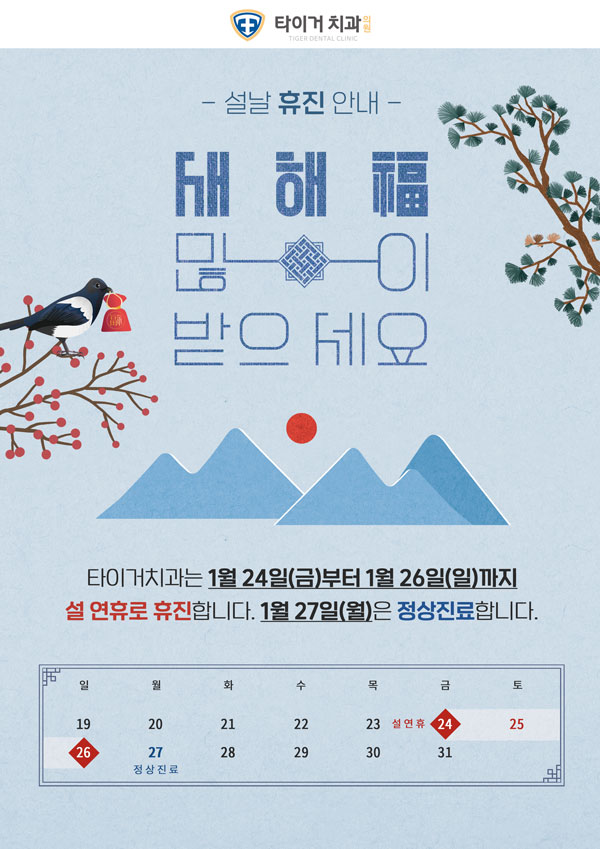 타이거 치과의원
TIGER DENTAL CLINIC
– 설날 휴진 안내 –
새 해 福
많 이
받 으 세 요
타이거치과는 1월 24일(금)부터 1월 26일(일)까지
설 연휴로 휴진합니다. 1월 27일(월)은 정상진료합니다.
일 월 화 수 목 금 토
19 20 21 22 23 설연휴 24 25
26 27 28 29 30 31
정상진료